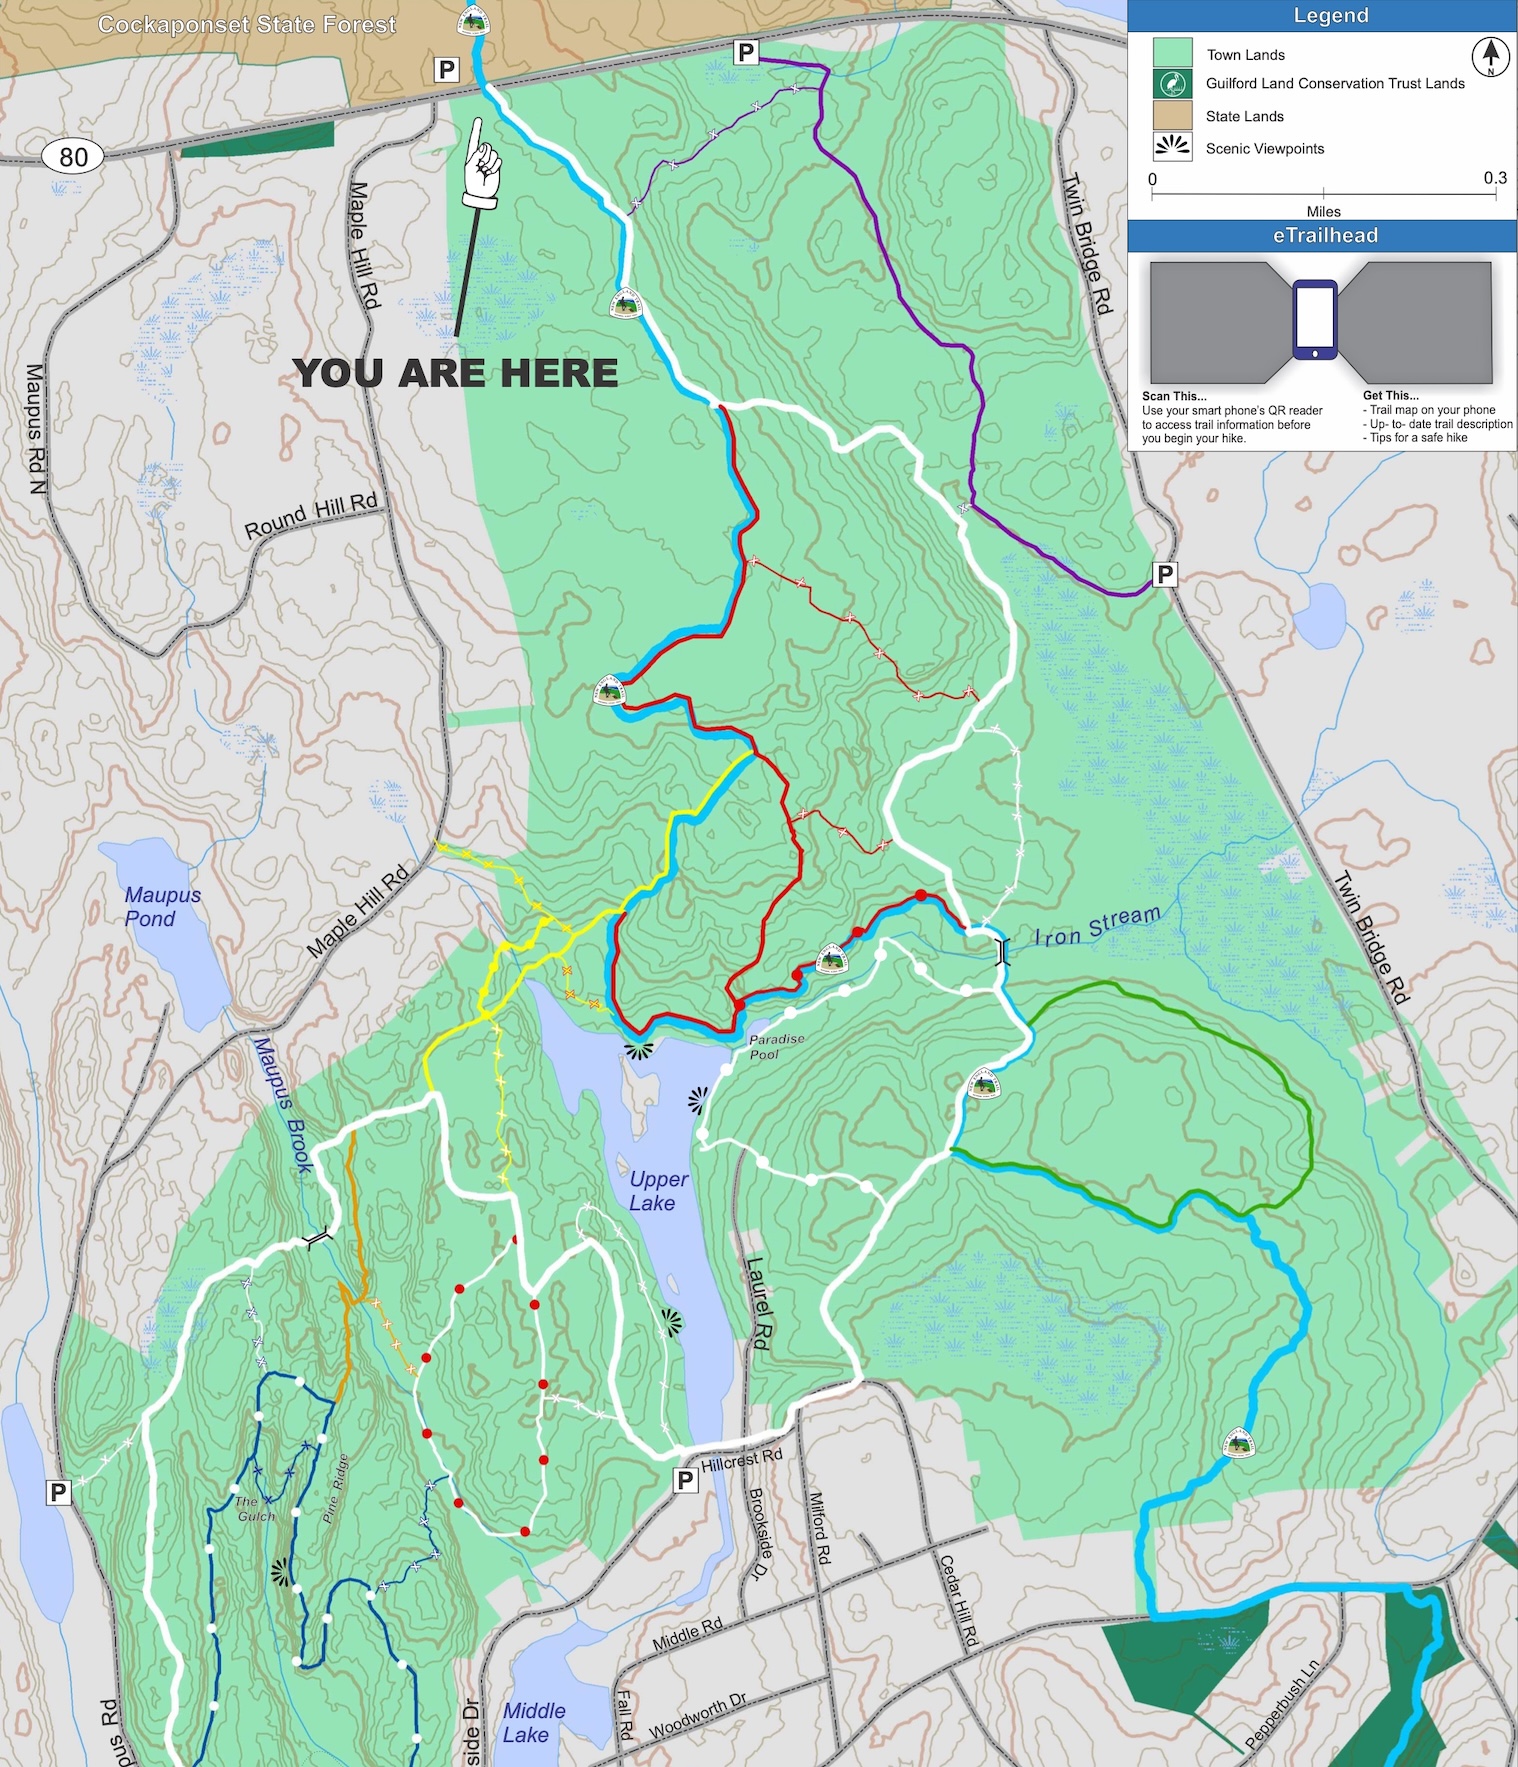 Cockaponset State Forest
P
P
80
Maple Hill Rd
Twin Bridge Rd
YOU ARE HERE
Maupus Rd N
Round Hill Rd
P
Legend
Town Lands
N
Guilford Land Conservation Trust Lands
State Lands
Scenic Viewpoints
0
0.3
Miles
eTrailhead
Scan This...
Use your smart phone's QR reader
to access trail information before
you begin your hike.
Get This...
- Trail map on your phone
- Up- to- date trail description
- Tips for a safe hike
Maupus
Pond
Maple Hill Rd
Iron Stream
Twin Bridge Rd
Maupus Brook
Paradise
Pool
Upper
Lake
Laurel Rd
P
The
Gulch
Pine Ridge
P
Hillcrest Rd
Brookside Dr
Milford Rd
Cedar Hill Rd
Middle Rd
Woodworth Dr
Fall Rd
Middle
Lake
side Dr
pus Rd
Pepperbush Ln